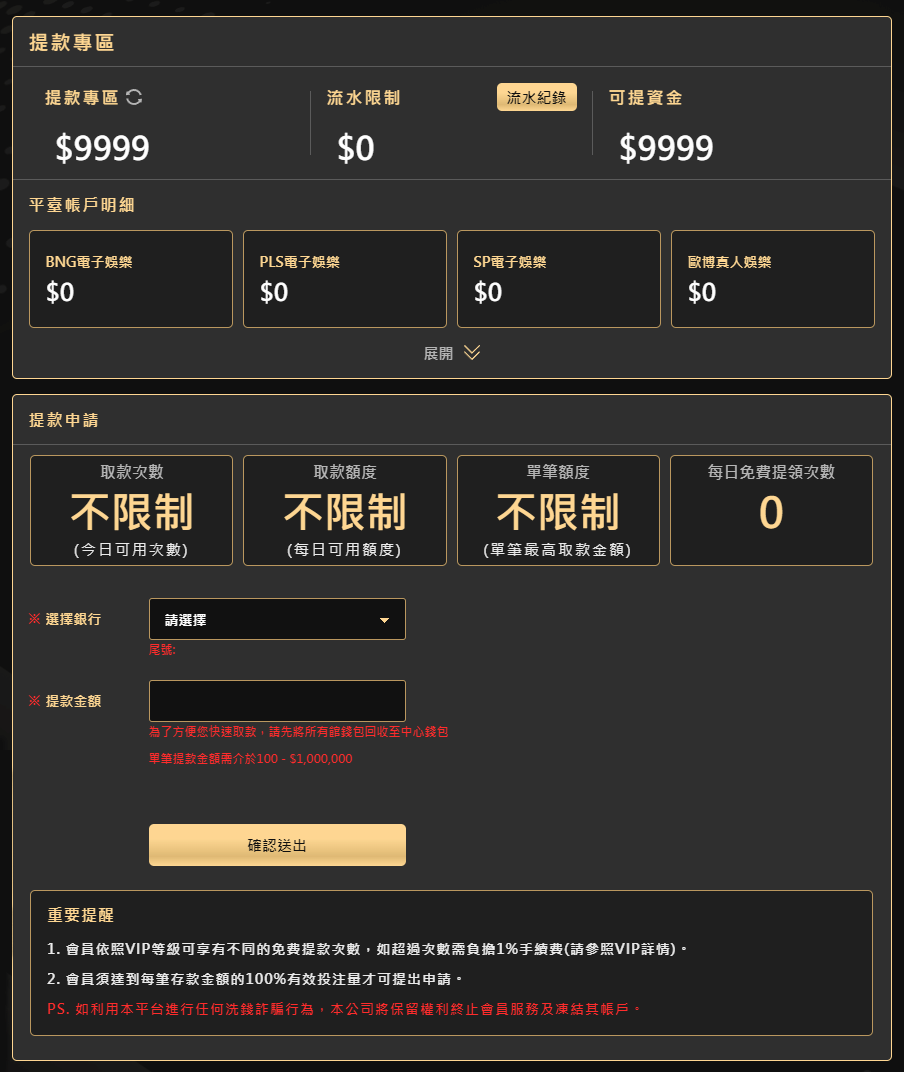 提款專區
提款專區
流水限制
流水紀錄
可提資金
$9999
$0
$9999
平臺帳戶明細
BNG電子娛樂
PLS電子娛樂
SP電子娛樂
歐博真人娛樂
$0
$0
$0
$0
展開
提款申請
取款次數
取款額度
單筆額度
每日免費提領次數
不限制
不限制
不限制
0
(今日可用次數)
(每日可用額度)
(單筆最高取款金額)
※ 選擇銀行
請選擇
尾號:
※ 提款金額
為了方便您快速取款，請先將所有館錢包回收至中心錢包
單筆提款金額需介於100 - $1,000,000
確認送出
重要提醒
1. 會員依照VIP等級可享有不同的免費提款次數，如超過次數需負擔1%手續費(請參照VIP詳情)。
2. 會員須達到每筆存款金額的100%有效投注量才可提出申請。
PS. 如利用本平台進行任何洗錢詐騙行為，本公司將保留權利終止會員服務及凍結其帳戶。